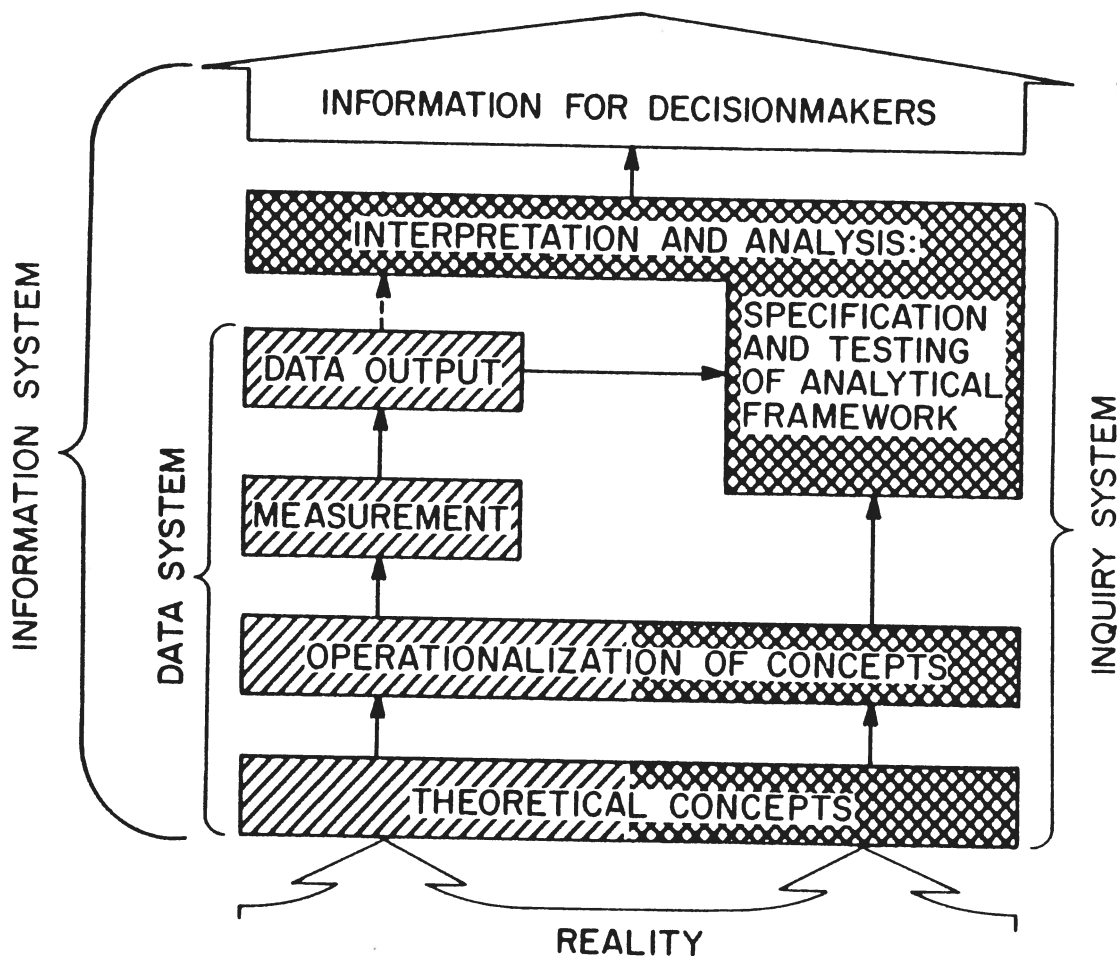 INFORMATION FOR DECISIONMAKERS
INTERPRETATION AND ANALYSIS:
SPECIFICATION
AND TESTING
OF ANALYTICAL
FRAMEWORK
DATA OUTPUT
MEASUREMENT
OPERATIONALIZATION OF CONCEPTS
THEORETICAL CONCEPTS
REALITY
INFORMATION SYSTEM
DATA SYSTEM
INQUIRY SYSTEM